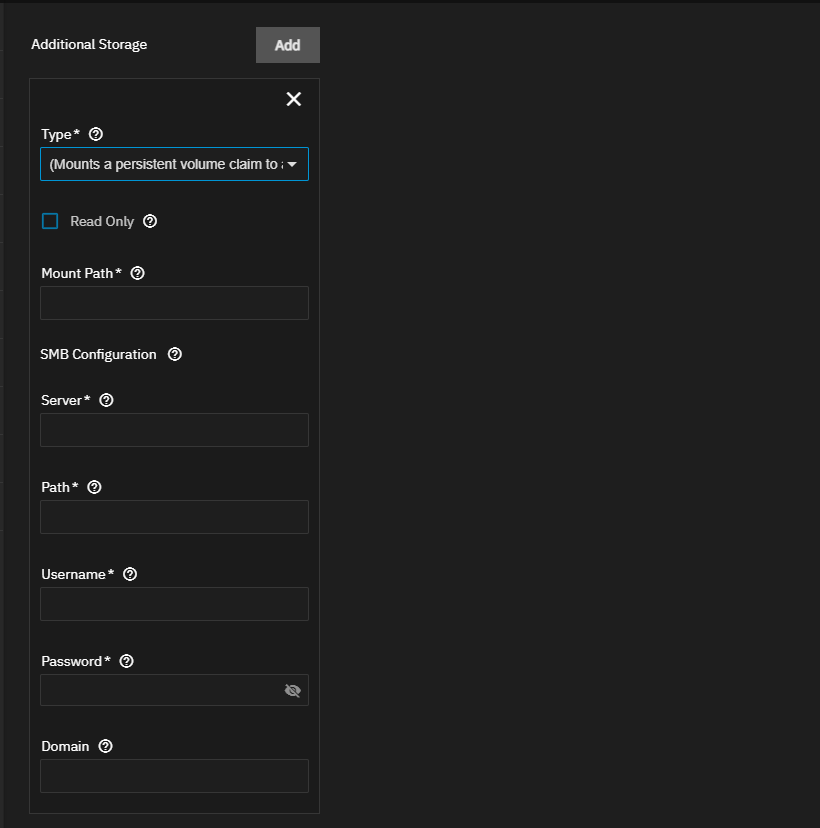 Additional Storage
Add
Type*
(Mounts a persistent volume claim to
Read Only
Mount Path*
SMB Configuration
Server*
Path*
Username*
Password*
Domain